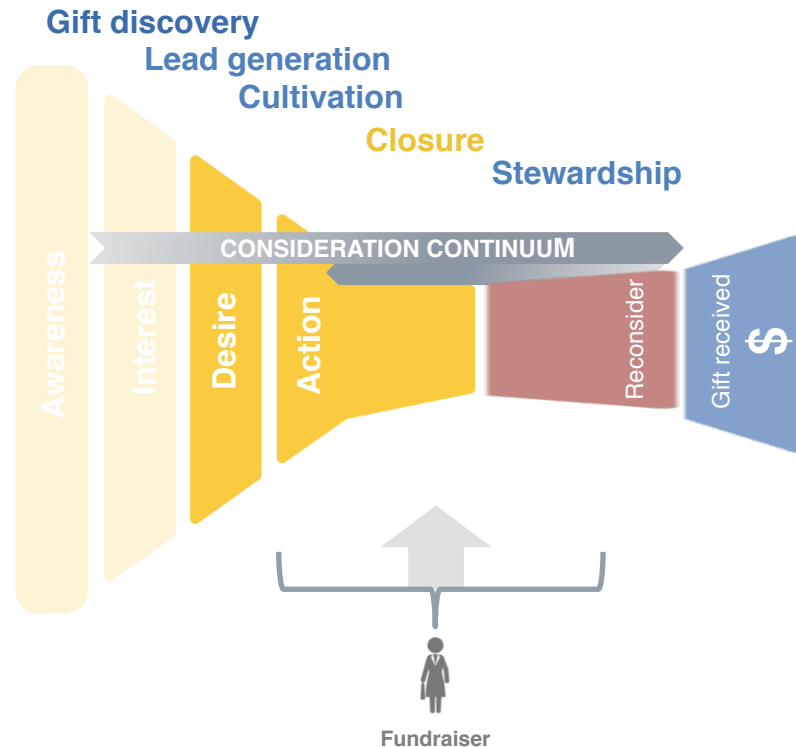 Gift discovery
Lead generation
Cultivation
Closure
Stewardship
CONSIDERATION CONTINUUM
Awareness
Interest
Desire
Action
Reconsider
Gift received
$
Fundraiser